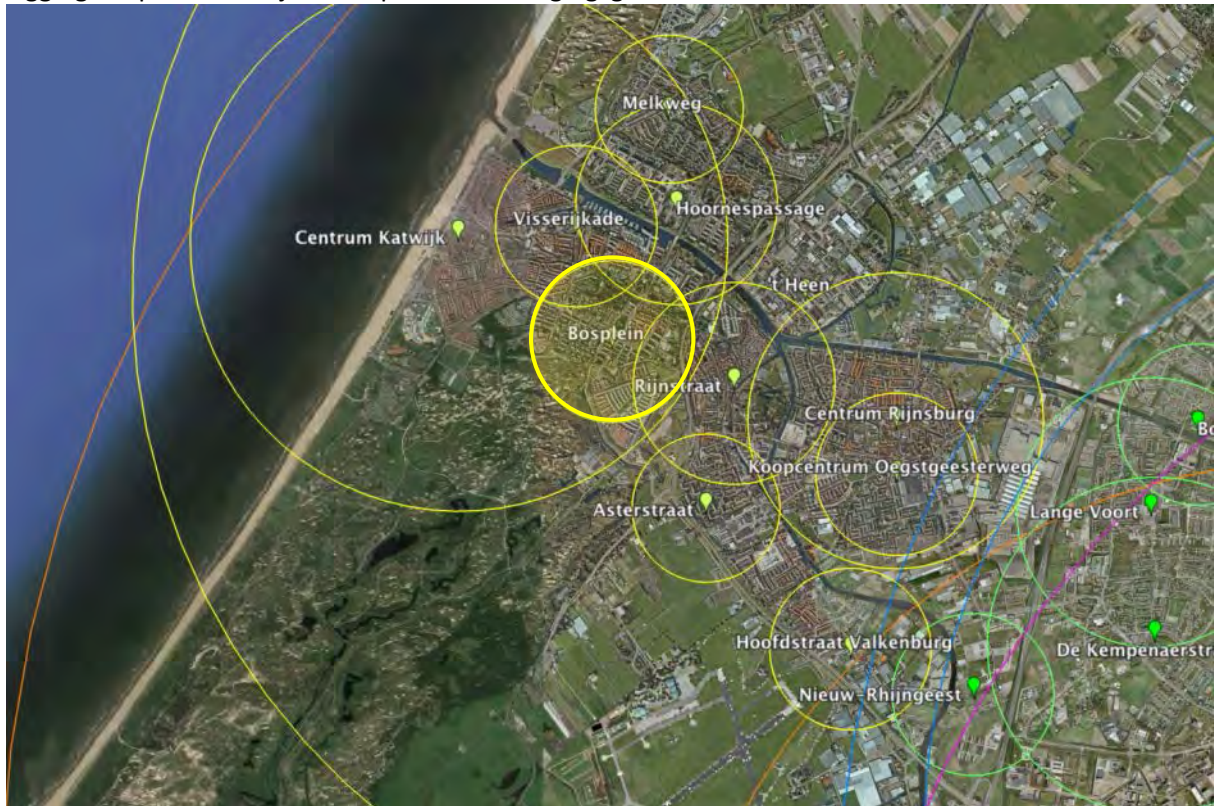 Melkweg
Hoornespassage
Visserijkade
Centrum Katwijk
't Heen
Bosplein
Rijnstraat
Centrum Rijnsburg
Koopcentrum Oegstgeesterweg
Asterstraat
Lange Voort
Hoofdstraat Valkenburg
De Kempenaerstr
Nieuw-Rhijngeest